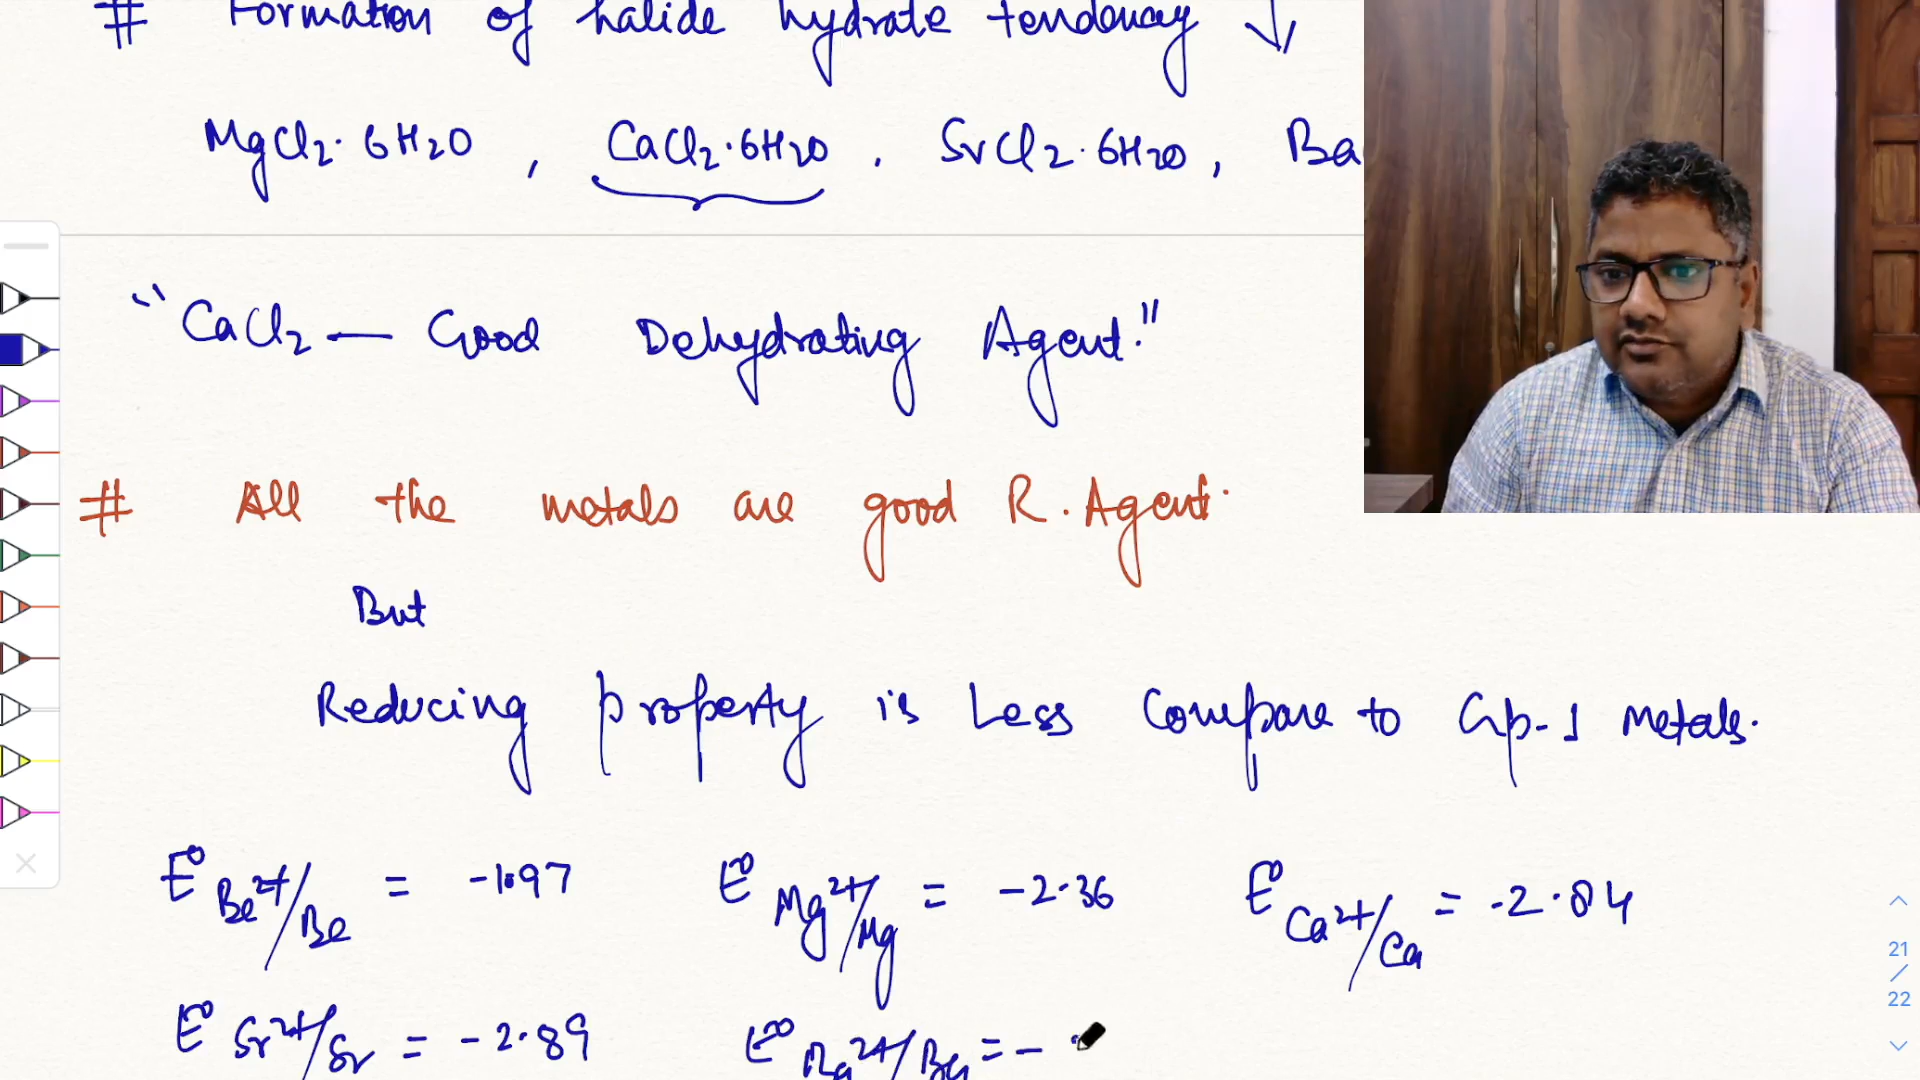 # Formation of halide hydrate tendency ↓
MgCl₂·6H₂O , CaCl₂·6H₂O , SrCl₂·6H₂O , Ba
"CaCl₂ — Good Dehydrating Agent."
# All the metals are good R. Agent.
But
Reducing property is Less Compare to Gp-1 metals.
E° Be²⁺/Be = -1.97 E° Mg²⁺/Mg = -2.36 E° Ca²⁺/Ca = -2.84
E° Sr²⁺/Sr = -2.89 E° Ba²⁺/Ba = -
21
/
22